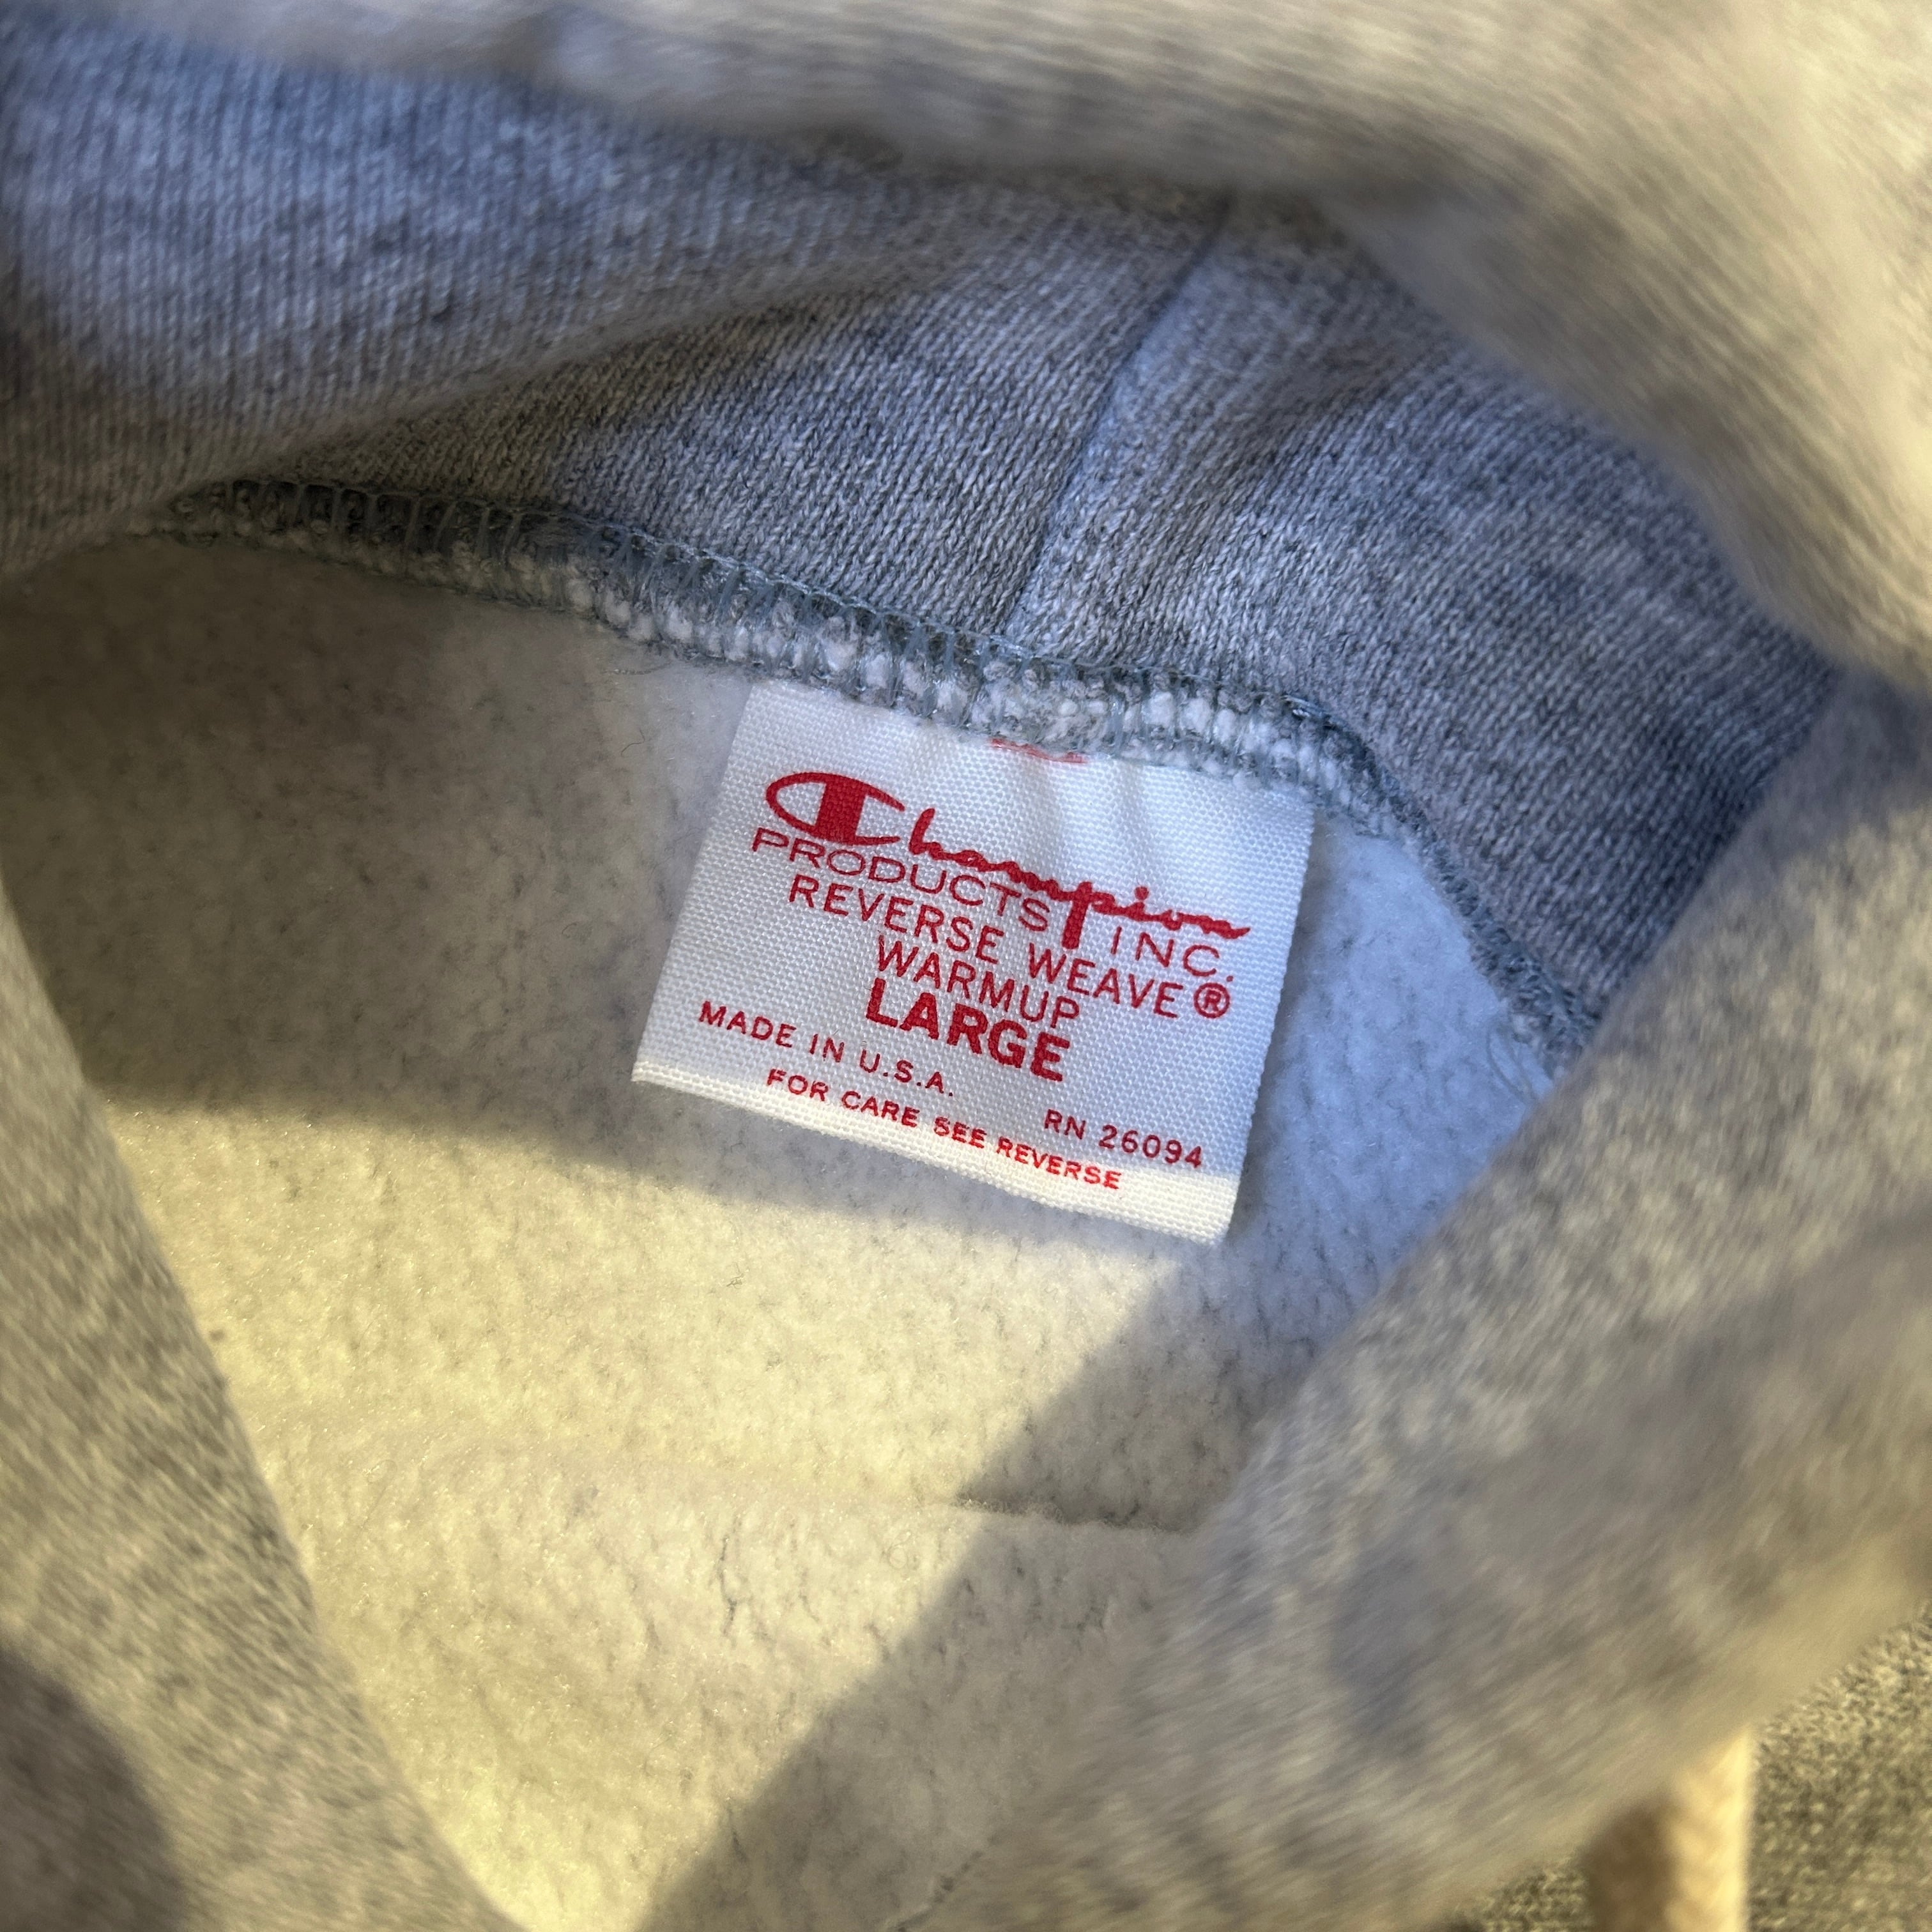 Champion
PRODUCTS INC.
REVERSE WEAVE®
WARMUP
LARGE
MADE IN U.S.A. RN 26094
FOR CARE SEE REVERSE